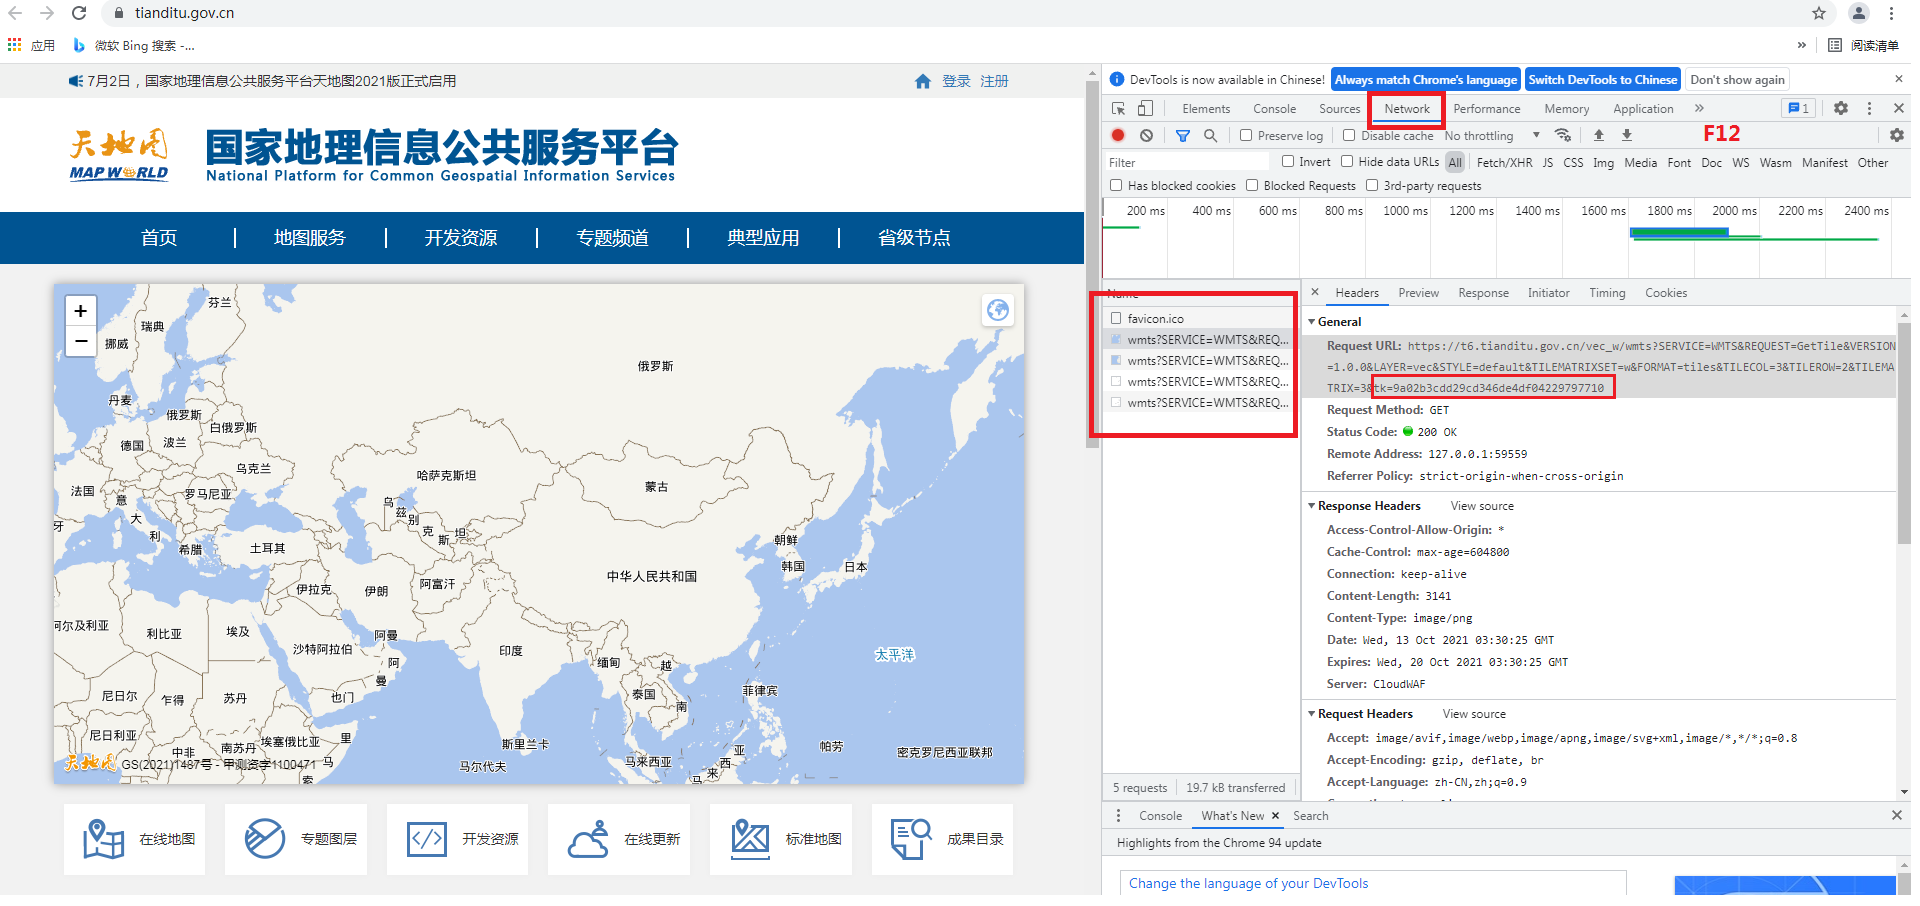 tianditu.gov.cn
应用
微软 Bing 搜索 -...
»
阅读清单
7月2日，国家地理信息公共服务平台天地图2021版正式启用
登录 注册
天地图
MAP WORLD
国家地理信息公共服务平台
National Platform for Common Geospatial Information Services
首页
地图服务
开发资源
专题频道
典型应用
省级节点
+
−
芬兰
瑞典
挪威
俄罗斯
丹麦
俄罗斯
白俄罗斯
德国
波兰
乌克兰
哈萨克斯坦
蒙古
法国
意
罗马尼亚
乌
兹
别
克
斯
坦
牙
大
利
希腊
土耳其
朝鲜
韩国
日本
中华人民共和国
伊拉克
伊朗
阿富汗
阿尔及利亚
利比亚
埃及
沙特阿拉伯
阿曼
阿
曼
印度
缅甸
越
太平洋
尼日尔
乍得
苏丹
也门
泰国
南
菲律宾
尼日利亚
中非
南苏丹
埃塞俄比亚
里
马
索
斯里兰卡
马尔代夫
马来西亚
亚
西
来
马
帕劳
密克罗尼西亚联邦
天地图 GS(2021)1487号 - 甲测资字1100471
在线地图
专题图层
开发资源
在线更新
标准地图
成果目录
DevTools is now available in Chinese! Always match Chrome's language Switch DevTools to Chinese Don't show again
Elements Console Sources Network Performance Memory Application » 1
Preserve log Disable cache No throttling F12
Filter Invert Hide data URLs All Fetch/XHR JS CSS Img Media Font Doc WS Wasm Manifest Other
Has blocked cookies Blocked Requests 3rd-party requests
200 ms 400 ms 600 ms 800 ms 1000 ms 1200 ms 1400 ms 1600 ms 1800 ms 2000 ms 2200 ms 2400 ms
Name
favicon.ico
wmts?SERVICE=WMTS&REQ...
wmts?SERVICE=WMTS&REQ...
wmts?SERVICE=WMTS&REQ...
wmts?SERVICE=WMTS&REQ...
5 requests 19.7 kB transferred
Headers Preview Response Initiator Timing Cookies
General
Request URL: https://t6.tianditu.gov.cn/vec_w/wmts?SERVICE=WMTS&REQUEST=GetTile&VERSION
=1.0.0&LAYER=vec&STYLE=default&TILEMATRIXSET=w&FORMAT=tiles&TILECOL=3&TILEROW=2&TILEMA
TRIX=3&tk=9a02b3cdd29cd346de4df04229797710
Request Method: GET
Status Code: 200 OK
Remote Address: 127.0.0.1:59559
Referrer Policy: strict-origin-when-cross-origin
Response Headers View source
Access-Control-Allow-Origin: *
Cache-Control: max-age=604800
Connection: keep-alive
Content-Length: 3141
Content-Type: image/png
Date: Wed, 13 Oct 2021 03:30:25 GMT
Expires: Wed, 20 Oct 2021 03:30:25 GMT
Server: CloudWAF
Request Headers View source
Accept: image/avif,image/webp,image/apng,image/svg+xml,image/*,*/*;q=0.8
Accept-Encoding: gzip, deflate, br
Accept-Language: zh-CN,zh;q=0.9
Console What's New × Search
Highlights from the Chrome 94 update
Change the language of your DevTools